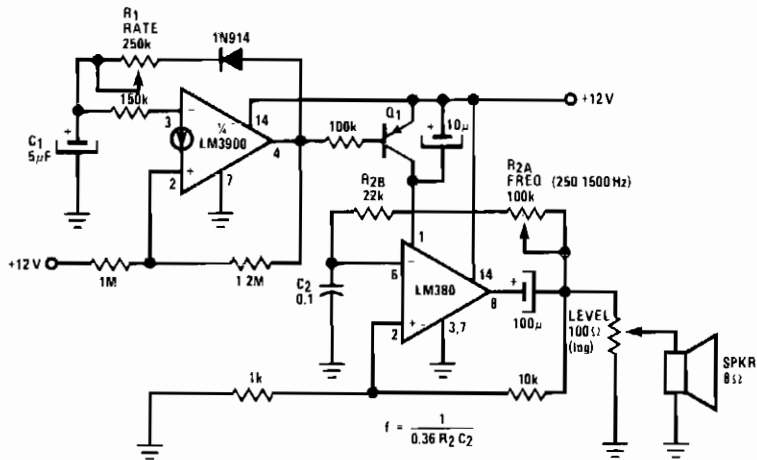 R1
RATE
250k
1N914
150k
C1
5µF
+
3
−
2
+
¼
LM3900
14
4
7
100k
Q1
+
10µ
+12V
R2B
22k
R2A
FREQ (250 1500 Hz)
100k
+12V
1M
1 2M
C2
0.1
6
−
1
LM380
14
8
2
+ -
3,7
+
100µ
LEVEL
100Ω
(log)
SPKR
8Ω
1k
10k
f = 1
0.36 R2 C2